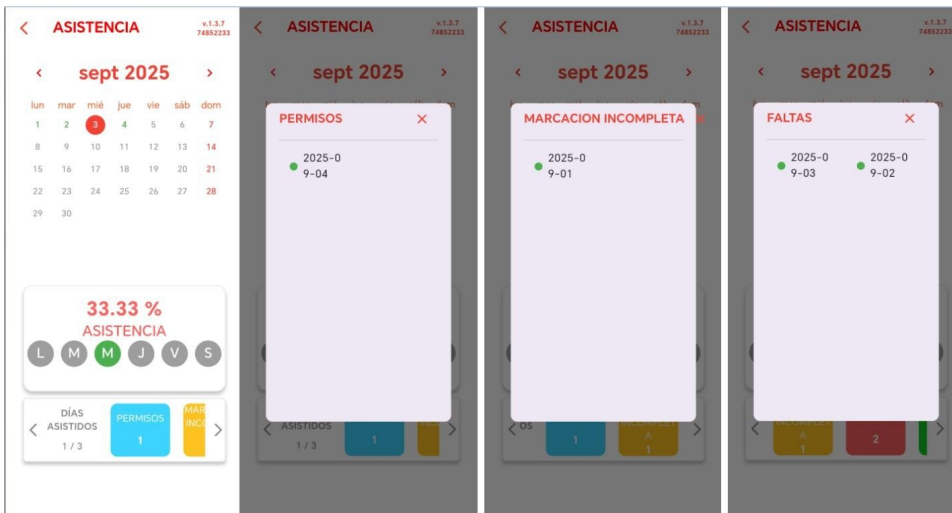 ASISTENCIA
v.1.3.7
74852233
sept 2025
lun mar mié jue vie sáb dom
1 2 3 4 5 6 7
8 9 10 11 12 13 14
15 16 17 18 19 20 21
22 23 24 25 26 27 28
29 30
33.33 %
ASISTENCIA
L M M J V S
DÍAS
ASISTIDOS
1 / 3
PERMISOS
1
MAR
INCO
ASISTENCIA
v.1.3.7
74852233
sept 2025
PERMISOS
2025-0
9-04
ASISTIDOS
1 / 3
1
ASISTENCIA
v.1.3.7
74852233
sept 2025
MARCACION INCOMPLETA
2025-0
9-01
OS
1
INCOMPLET
A
1
ASISTENCIA
v.1.3.7
74852233
sept 2025
FALTAS
2025-0
9-03
2025-0
9-02
INCOMPLET
A
1
2